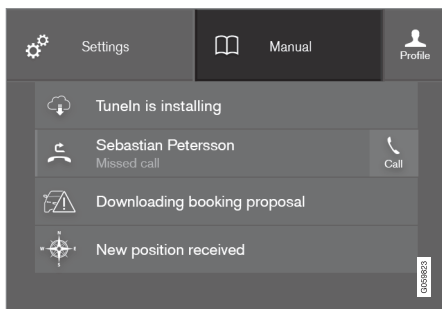 Settings
Manual
Profile
TuneIn is installing
Sebastian Petersson
Missed call
Call
Downloading booking proposal
New position received
G059823